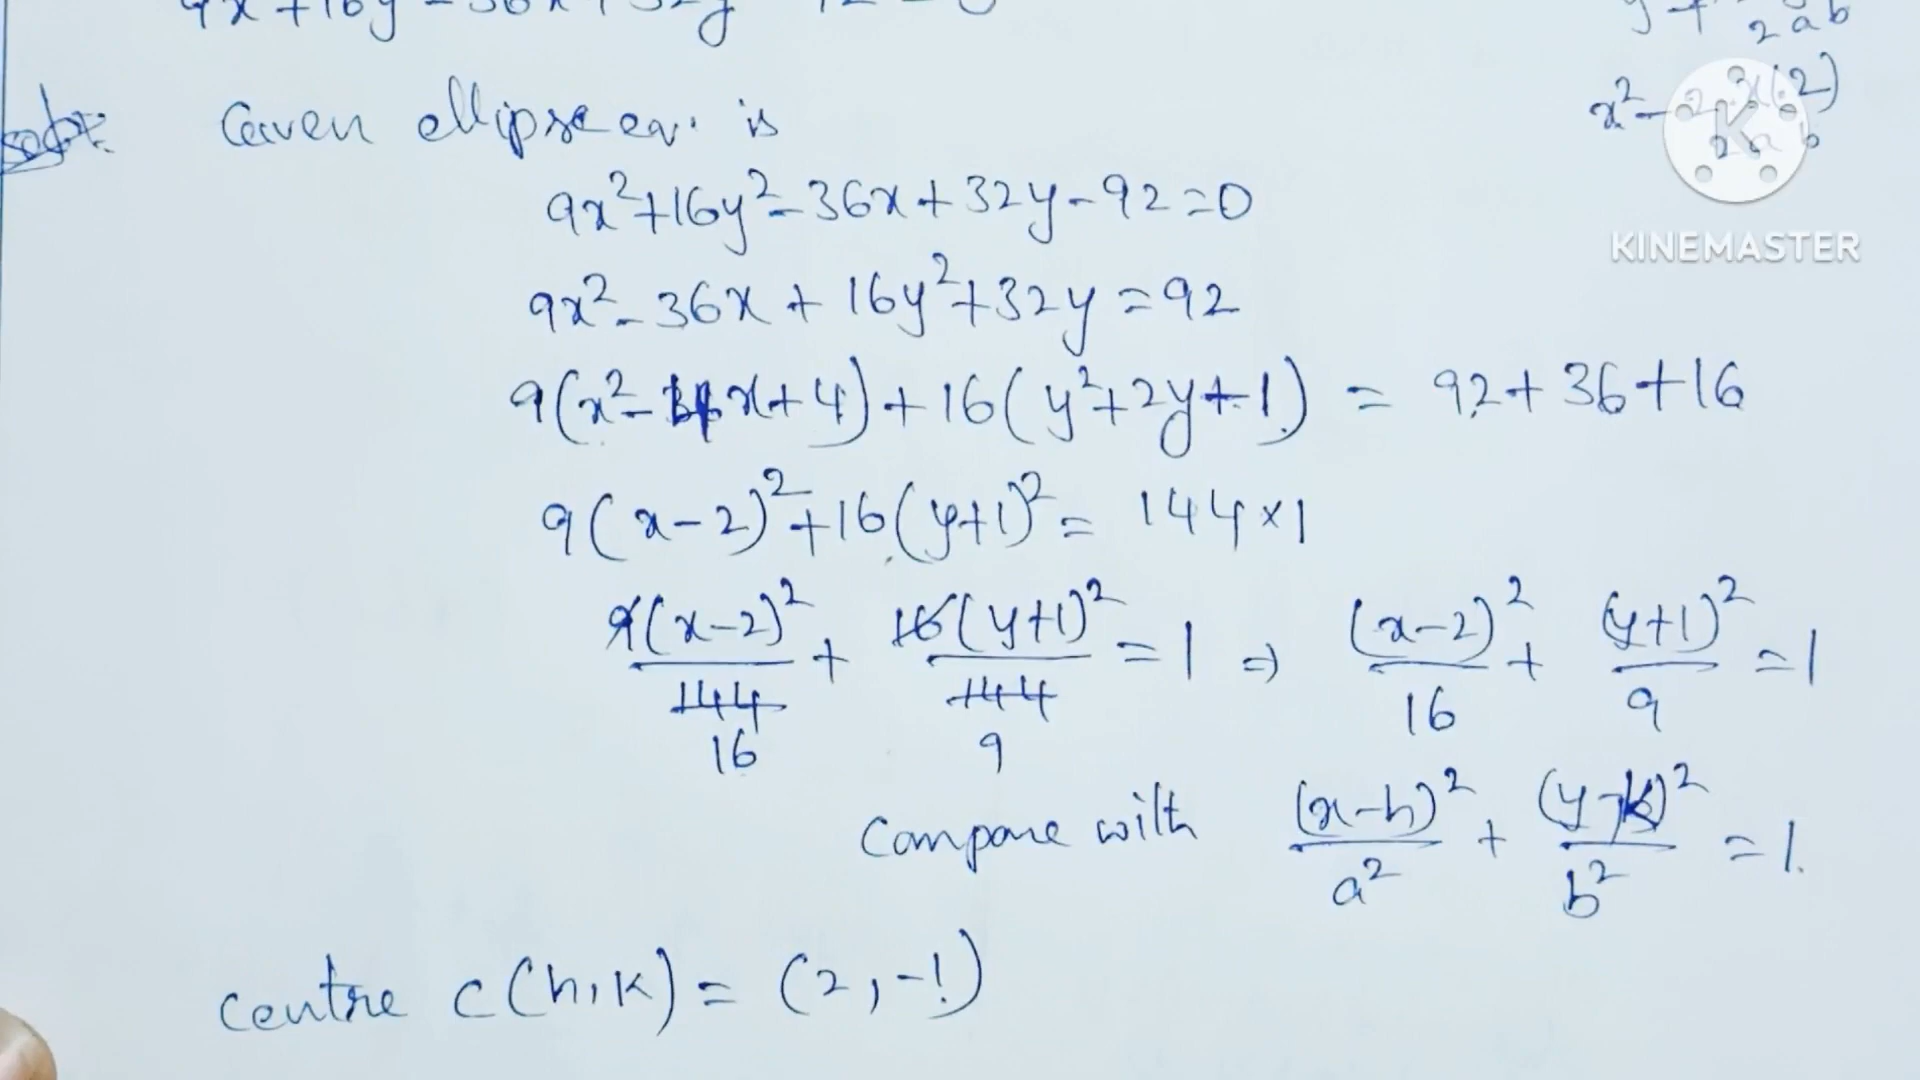 2ab
Given ellipse eq. is
9x²+16y²-36x+32y-92=0
KINEMASTER
9x²-36x+16y²+32y=92
9(x²-4x+4)+16(y²+2y+1) = 92+36+16
9(x-2)²+16(y+1)² = 144×1
9(x-2)²/144 + 16(y+1)²/144 = 1 ⇒ (x-2)²/16 + (y+1)²/9 = 1
16 9
Compare with (x-h)²/a² + (y-k)²/b² = 1.
centre C(h,k) = (2,-1)